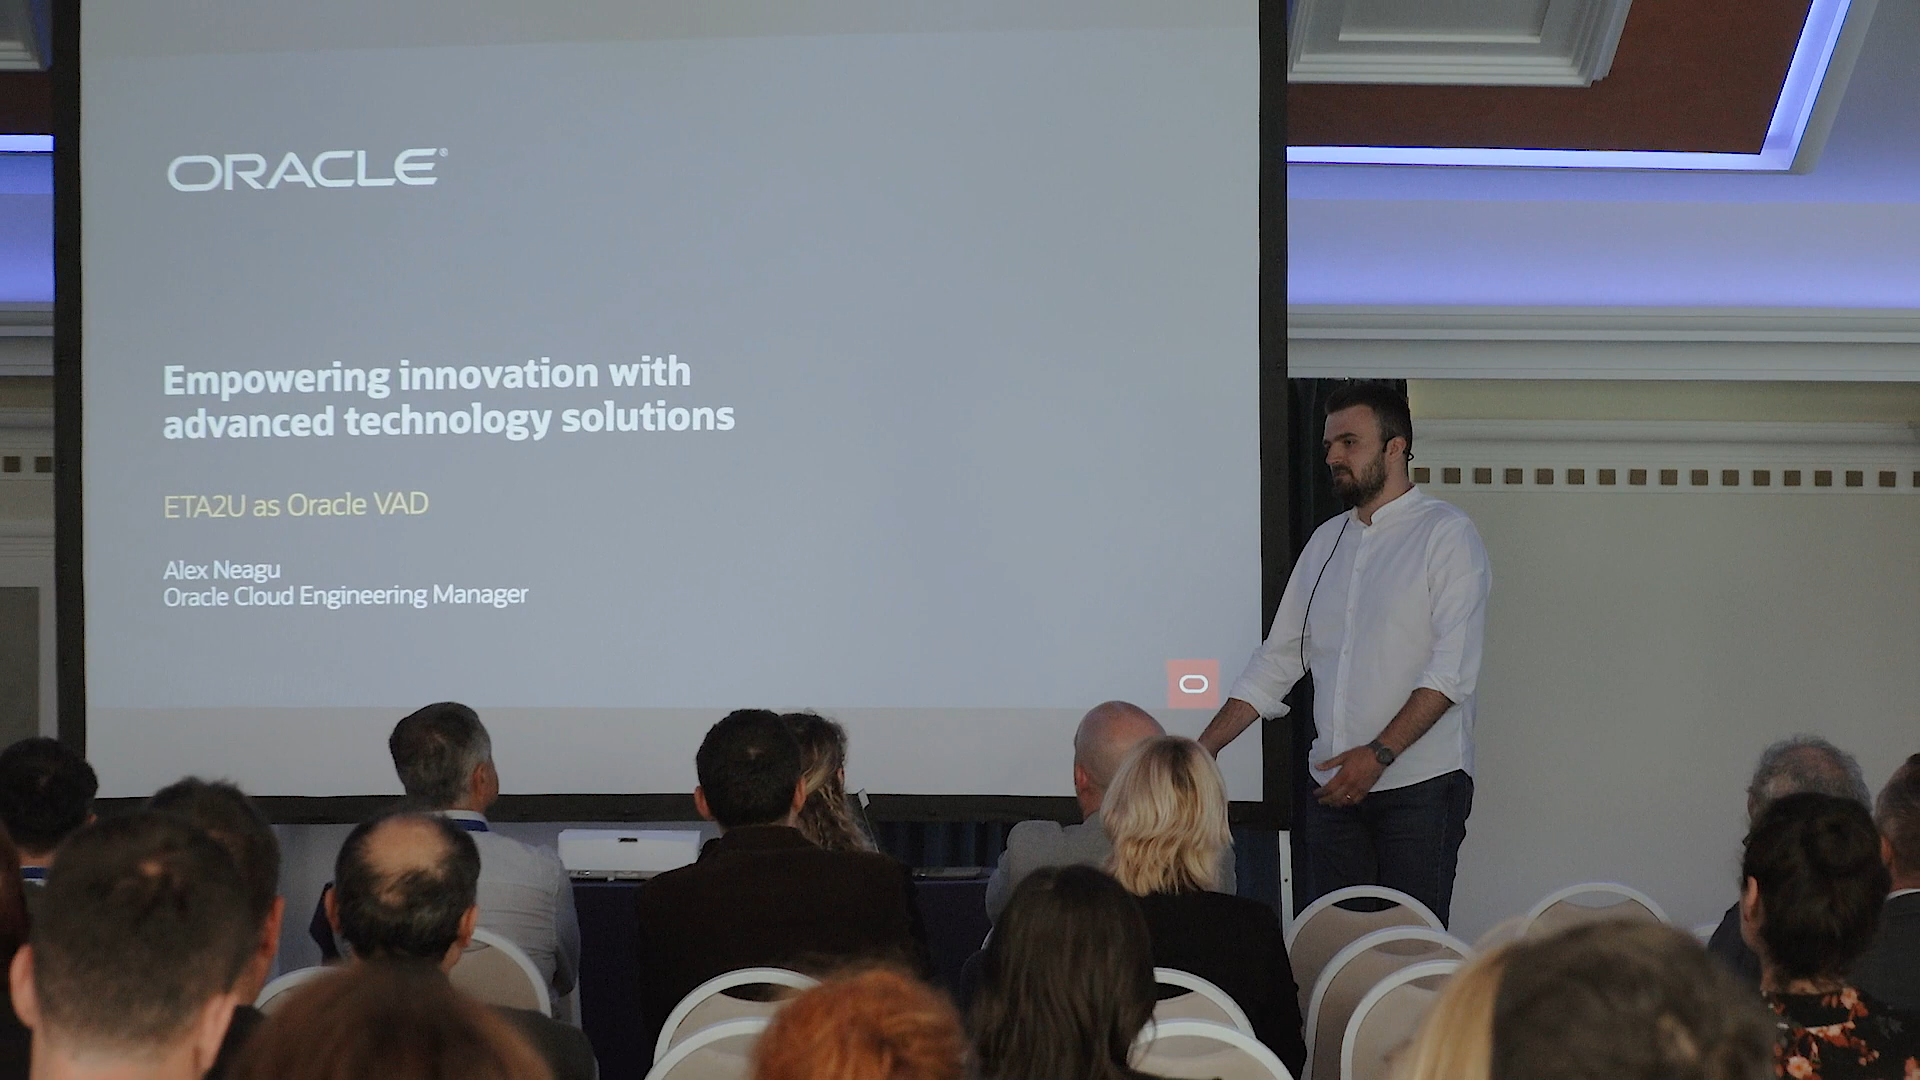 ORACLE®
Empowering innovation with
advanced technology solutions
ETA2U as Oracle VAD
Alex Neagu
Oracle Cloud Engineering Manager